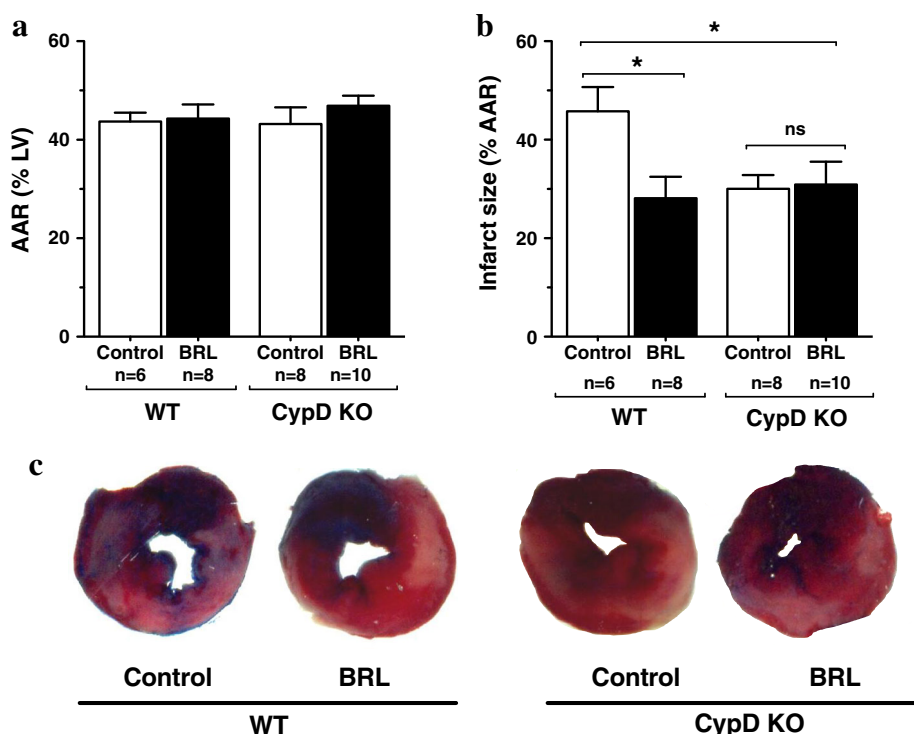 a
60
40
20
0
AAR (% LV)
Control BRL Control BRL
n=6 n=8 n=8 n=10
WT CypD KO
b
60
40
20
0
Infarct size (% AAR)
*
*
ns
Control BRL Control BRL
n=6 n=8 n=8 n=10
WT CypD KO
c
Control BRL Control BRL
WT CypD KO